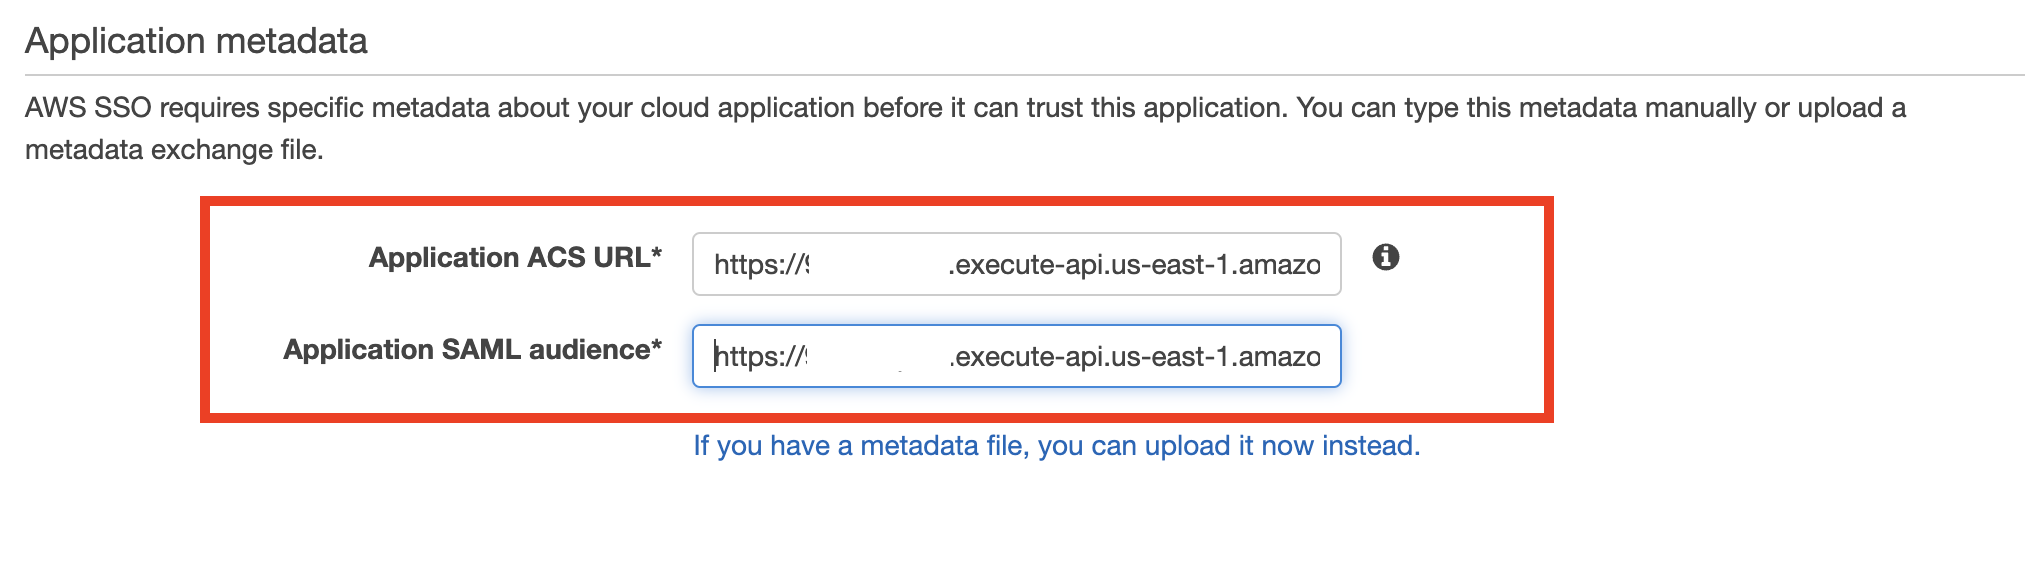 Application metadata
AWS SSO requires specific metadata about your cloud application before it can trust this application. You can type this metadata manually or upload a
metadata exchange file.
Application ACS URL* https:// .execute-api.us-east-1.amazo
Application SAML audience* https:// .execute-api.us-east-1.amazo
If you have a metadata file, you can upload it now instead.